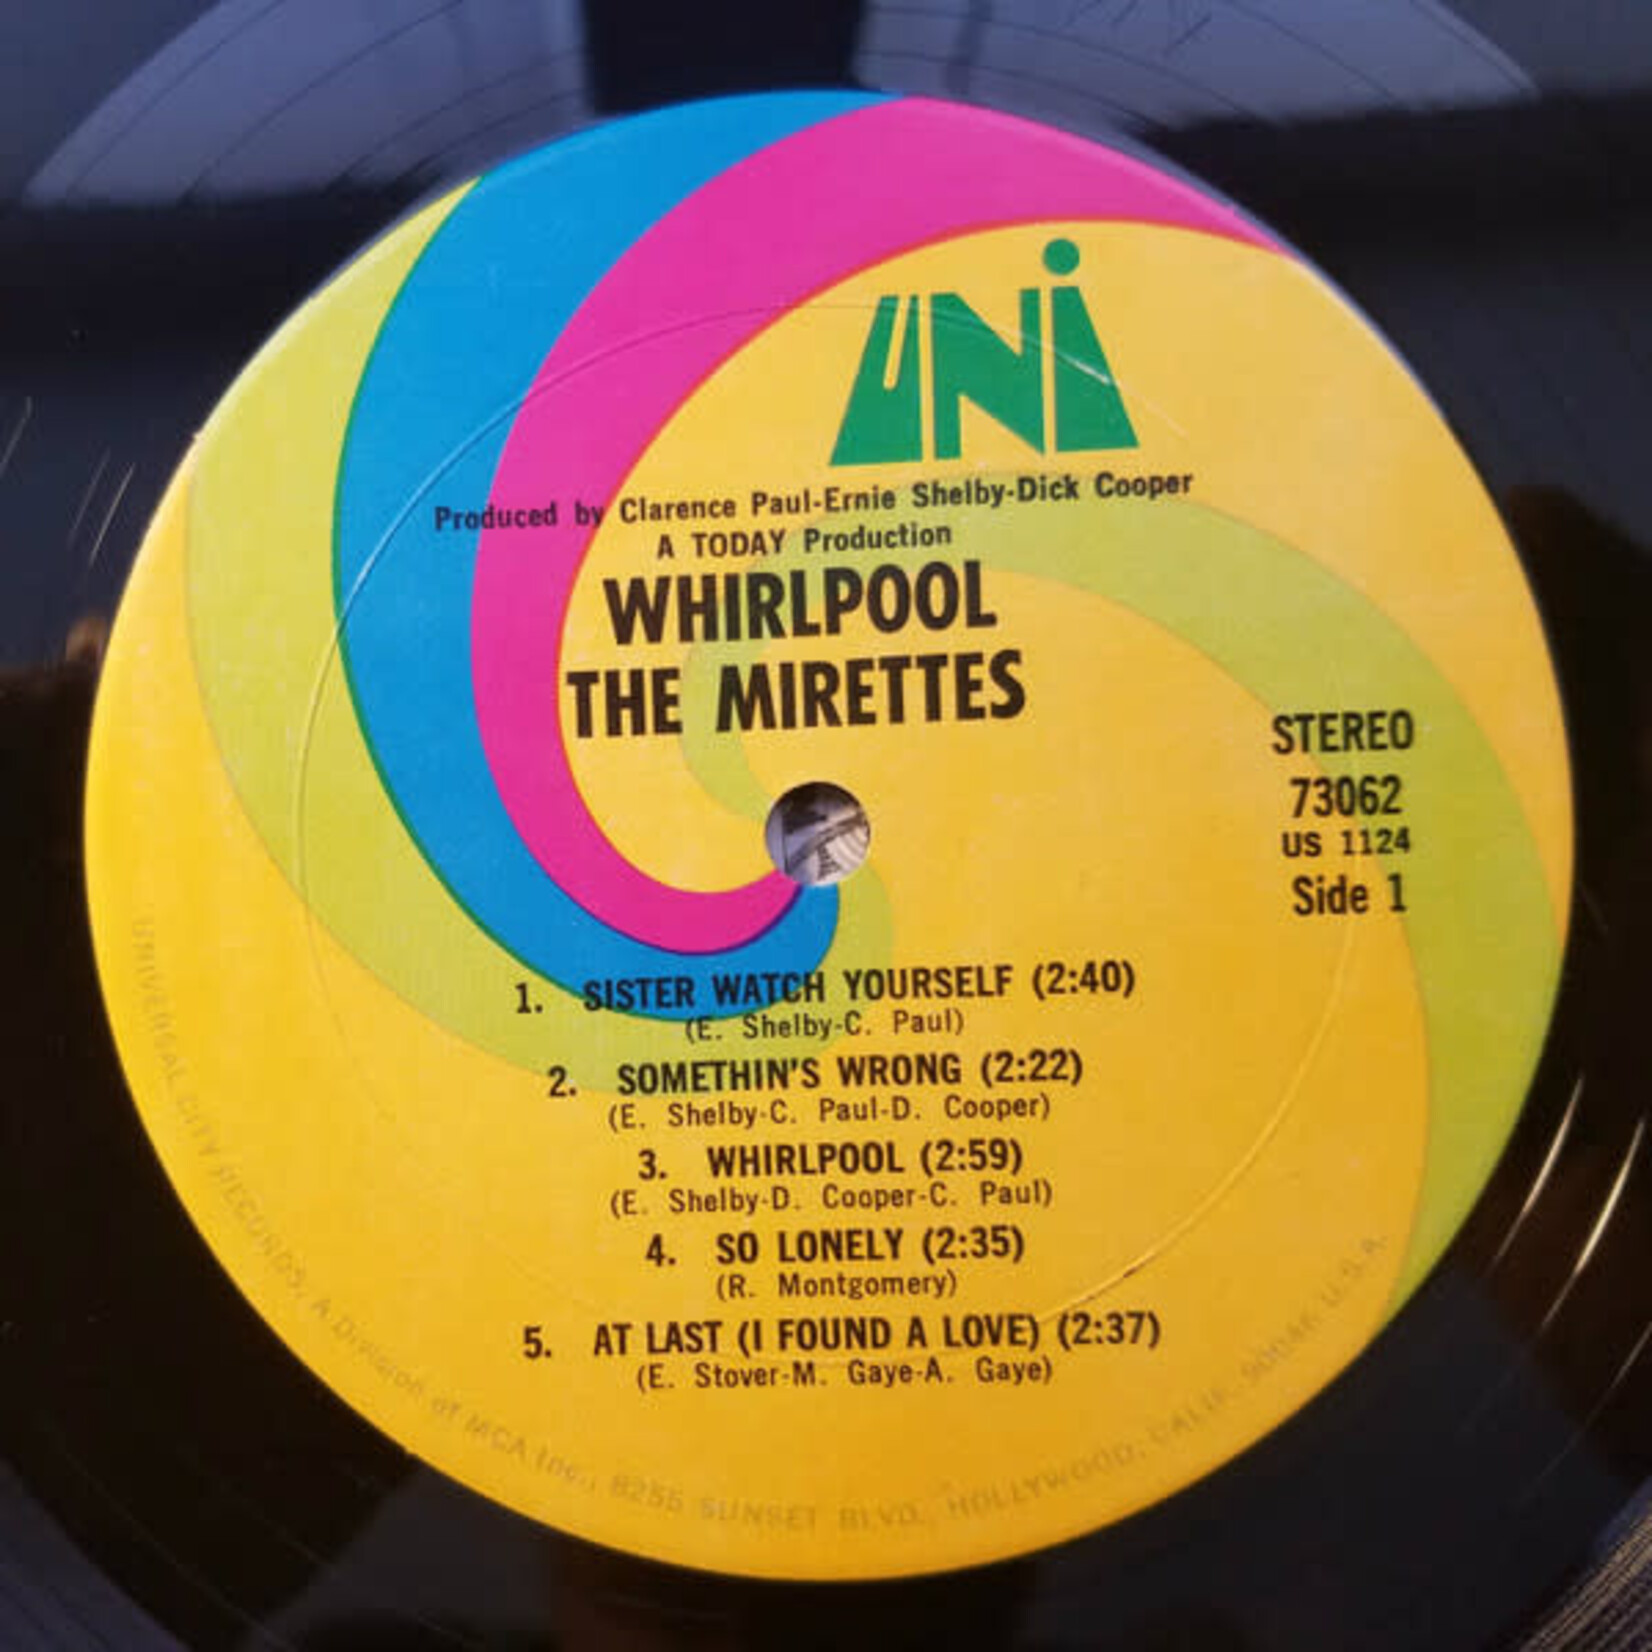 UNI
Produced by Clarence Paul-Ernie Shelby-Dick Cooper
A TODAY Production
WHIRLPOOL
THE MIRETTES
STEREO
73062
US 1124
Side 1
1. SISTER WATCH YOURSELF (2:40)
(E. Shelby-C. Paul)
2. SOMETHIN'S WRONG (2:22)
(E. Shelby-C. Paul-D. Cooper)
3. WHIRLPOOL (2:59)
(E. Shelby-D. Cooper-C. Paul)
4. SO LONELY (2:35)
(R. Montgomery)
5. AT LAST (I FOUND A LOVE) (2:37)
(E. Stover-M. Gaye-A. Gaye)
UNIVERSAL CITY RECORDS, A Division of MCA Inc., 8255 SUNSET BLVD., HOLLYWOOD, CALIF. 90046 U.S.A.